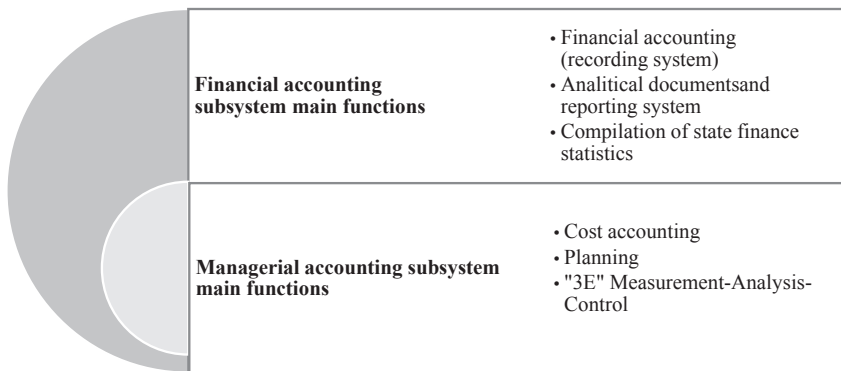 Financial accounting
subsystem main functions
• Financial accounting
(recording system)
• Analitical documentsand
reporting system
• Compilation of state finance
statistics
Managerial accounting subsystem
main functions
• Cost accounting
• Planning
• "3E" Measurement-Analysis-
Control